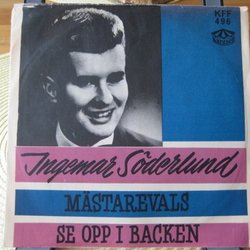 KFF
496
Ingemar Söderlund
MÄSTAREVALS
SE OPP I BACKEN